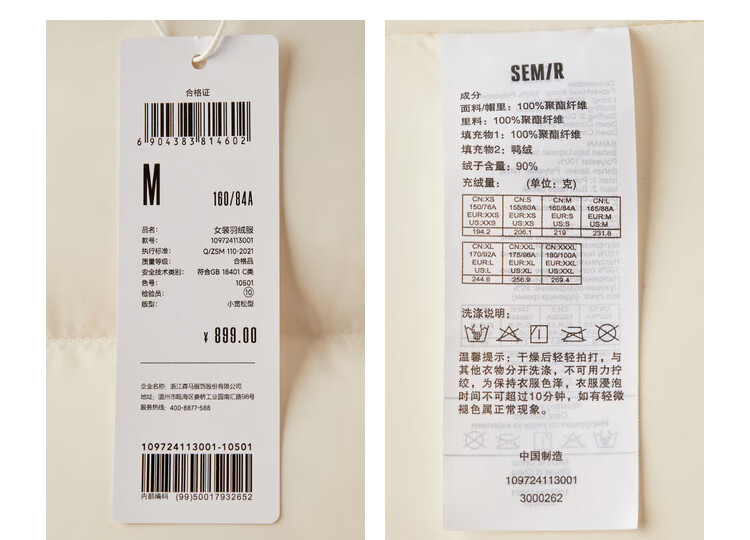 合格证
6904383814602
M
160/84A
品名: 女装羽绒服
款号: 109724113001
执行标准: Q/ZSM 110-2021
质量等级: 合格品
安全技术类别: 符合GB 18401 C类
色号: 10501
检验员: ⑩
版型: 小宽松型
¥ 899.00
企业名称: 浙江森马服饰股份有限公司
地址: 温州市瓯海区娄桥工业园南汇路98号
服务热线: 400-8877-588
109724113001-10501
内部编码 (99)50017932652
SEM/R
成分
面料/帽里: 100%聚酯纤维
里料: 100%聚酯纤维
填充物1: 100%聚酯纤维
填充物2: 鸭绒
绒子含量: 90%
充绒量: (单位: 克)
CN:XS CN:S CN:M CN:L
150/76A 155/80A 160/84A 165/88A
EUR:XXS EUR:XS EUR:S EUR:M
US:XXS US:XS US:S US:M
194.2 206.1 219 231.6
CN:XL CN:XXL CN:XXXL
170/92A 175/96A 180/100A
EUR:L EUR:XL EUR:XXL
US:L US:XL US:XXL
244.6 256.9 269.4
洗涤说明:
温馨提示: 干燥后轻轻拍打, 与
其他衣物分开洗涤, 不可用力拧
绞, 为保持衣服色泽, 衣服浸泡
时间不可超过10分钟, 如有轻微
褪色属正常现象。
中国制造
109724113001
3000262